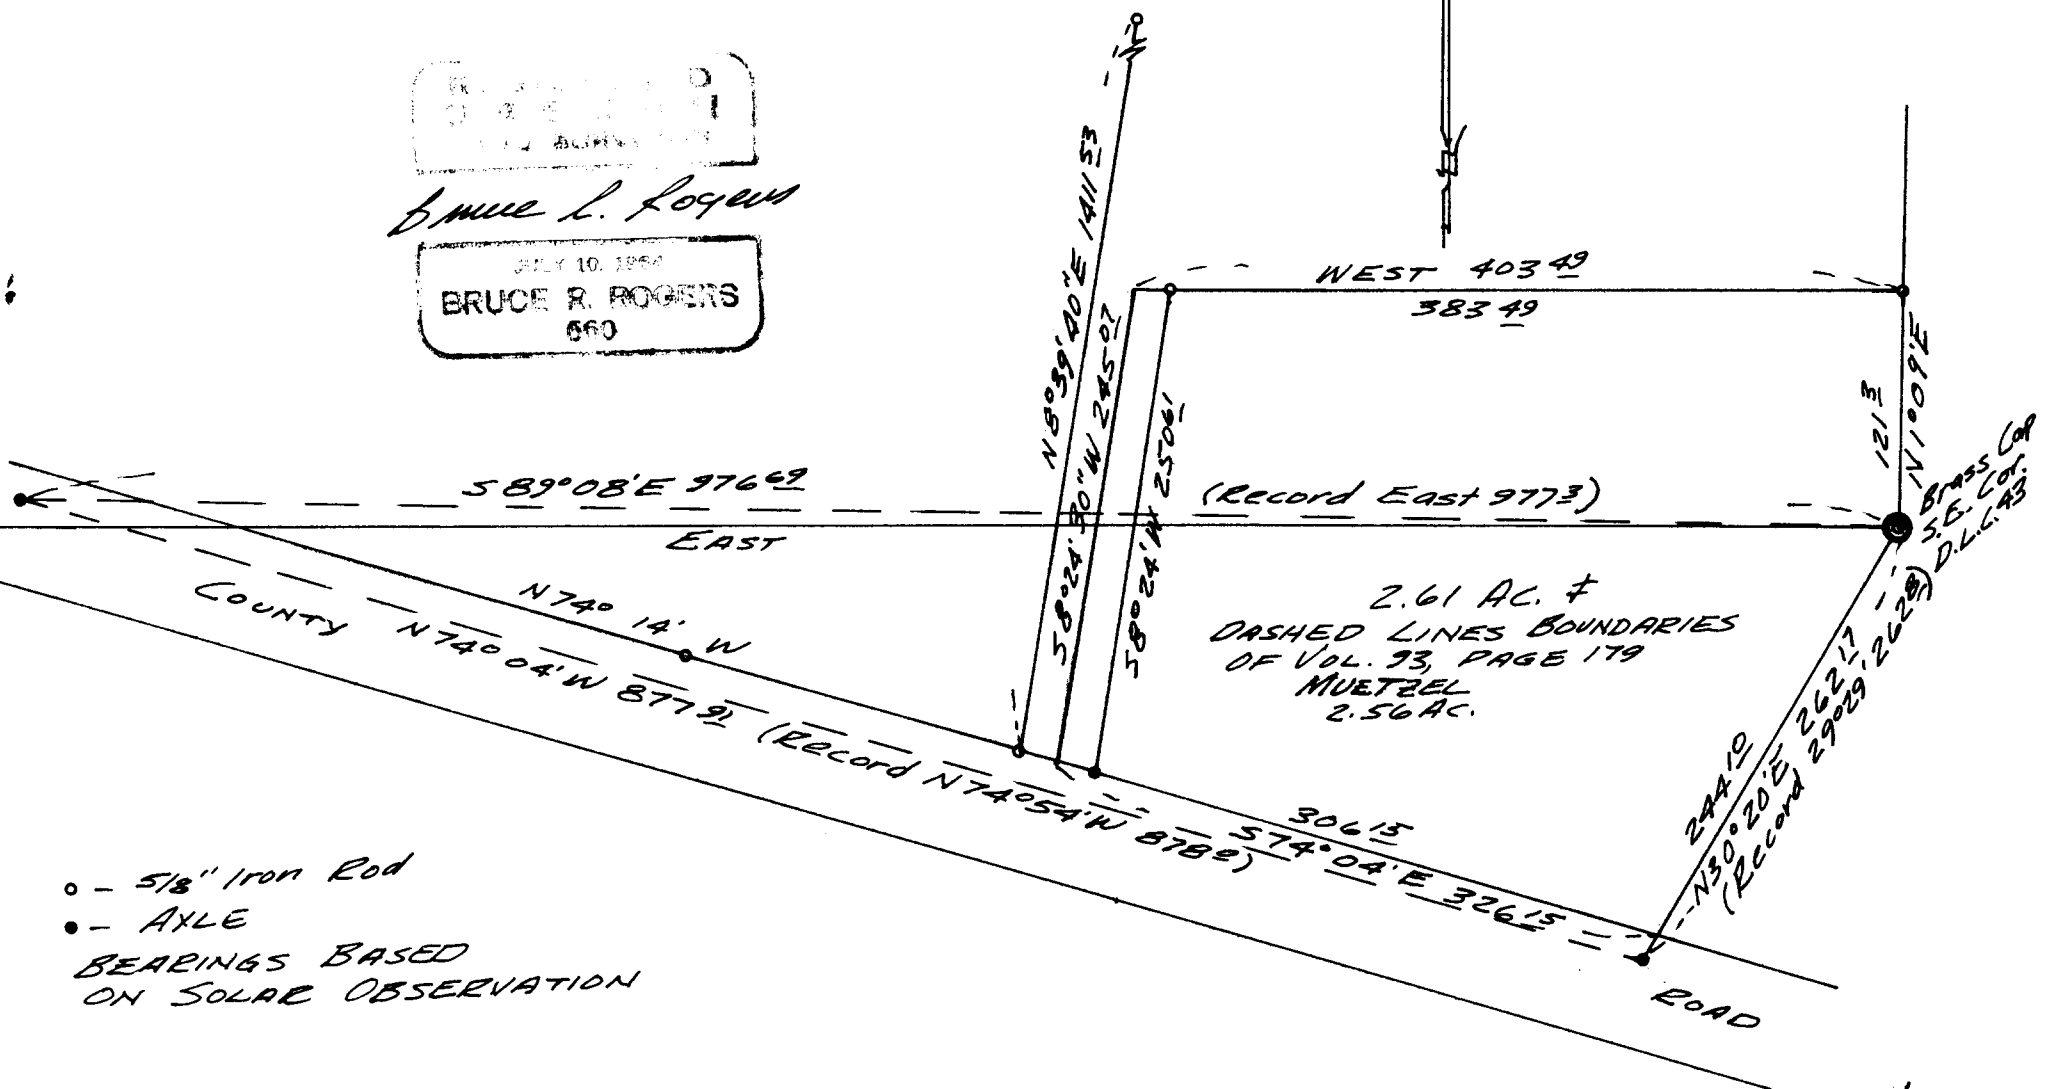 JULY 10, 1964
BRUCE R. ROGERS
660
N 8°39'40"E 1411 53
S 8°24'30"W 245 07
S 8°24'W 250 61
WEST 403 49
383 49
121 3
N 1°09'E
Brass Cap
S.E. Cor.
D.L.C. 43
S 89°08'E 976 69
(Record East 977 3)
EAST
COUNTY
N 74° 14' W
N 74° 04' W 877 91 (Record N 74°54'W 878 0)
2.61 AC. ±
DASHED LINES BOUNDARIES
OF VOL. 93, PAGE 179
MUETZEL
2.56 AC.
306 15
S 74° 04' E 326 15
244 10
N 30° 20' E 262 17
(Record 29°29' 262 8)
ROAD
o - 5/8" Iron Rod
● - AXLE
BEARINGS BASED
ON SOLAR OBSERVATION